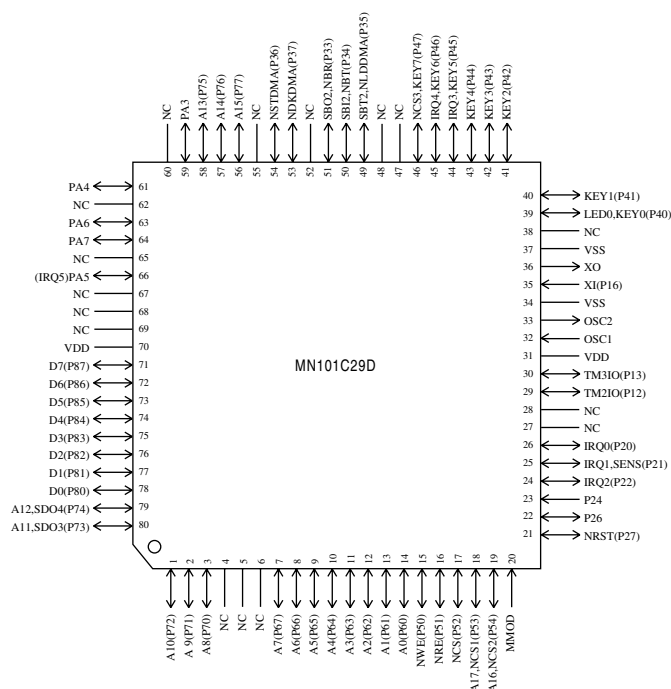 NC
PA3
A13(P75)
A14(P76)
A15(P77)
NC
NSTDMA(P36)
NDKDMA(P37)
NC
SBO2,NBR(P33)
SBI2,NBT(P34)
SBT2,NLDDMA(P35)
NC
NC
NCS3,KEY7(P47)
IRQ4,KEY6(P46)
IRQ3,KEY5(P45)
KEY4(P44)
KEY3(P43)
KEY2(P42)
60
59
58
57
56
55
54
53
52
51
50
49
48
47
46
45
44
43
42
41
PA4 61
NC 62
PA6 63
PA7 64
NC 65
(IRQ5)PA5 66
NC 67
NC 68
NC 69
VDD 70
D7(P87) 71
D6(P86) 72
D5(P85) 73
D4(P84) 74
D3(P83) 75
D2(P82) 76
D1(P81) 77
D0(P80) 78
A12,SDO4(P74) 79
A11,SDO3(P73) 80
MN101C29D
40 KEY1(P41)
39 LED0,KEY0(P40)
38 NC
37 VSS
36 XO
35 XI(P16)
34 VSS
33 OSC2
32 OSC1
31 VDD
30 TM3IO(P13)
29 TM2IO(P12)
28 NC
27 NC
26 IRQ0(P20)
25 IRQ1,SENS(P21)
24 IRQ2(P22)
23 P24
22 P26
21 NRST(P27)
1
2
3
4
5
6
7
8
9
10
11
12
13
14
15
16
17
18
19
20
A10(P72)
A 9(P71)
A8(P70)
NC
NC
NC
A7(P67)
A6(P66)
A5(P65)
A4(P64)
A3(P63)
A2(P62)
A1(P61)
A0(P60)
NWE(P50)
NRE(P51)
NCS(P52)
A17,NCS1(P53)
A16,NCS2(P54)
MMOD